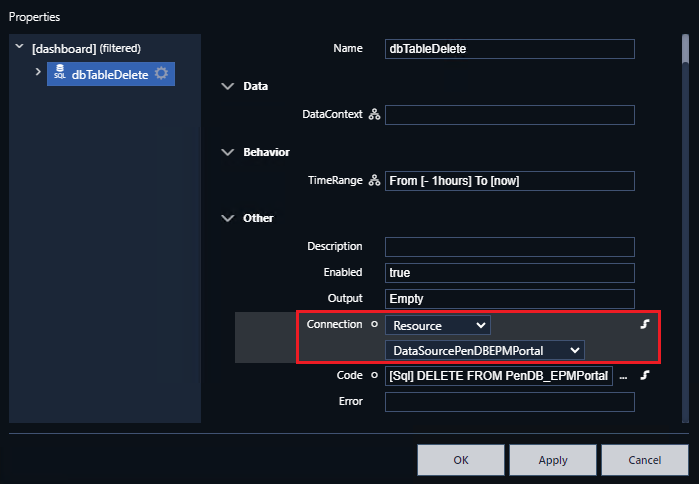 Properties
[dashboard] (filtered)
SQL dbTableDelete
Name dbTableDelete
Data
DataContext
Behavior
TimeRange From [- 1hours] To [now]
Other
Description
Enabled true
Output Empty
Connection Resource
DataSourcePenDBEPMPortal
Code [Sql] DELETE FROM PenDB_EPMPortal ...
Error
OK Apply Cancel